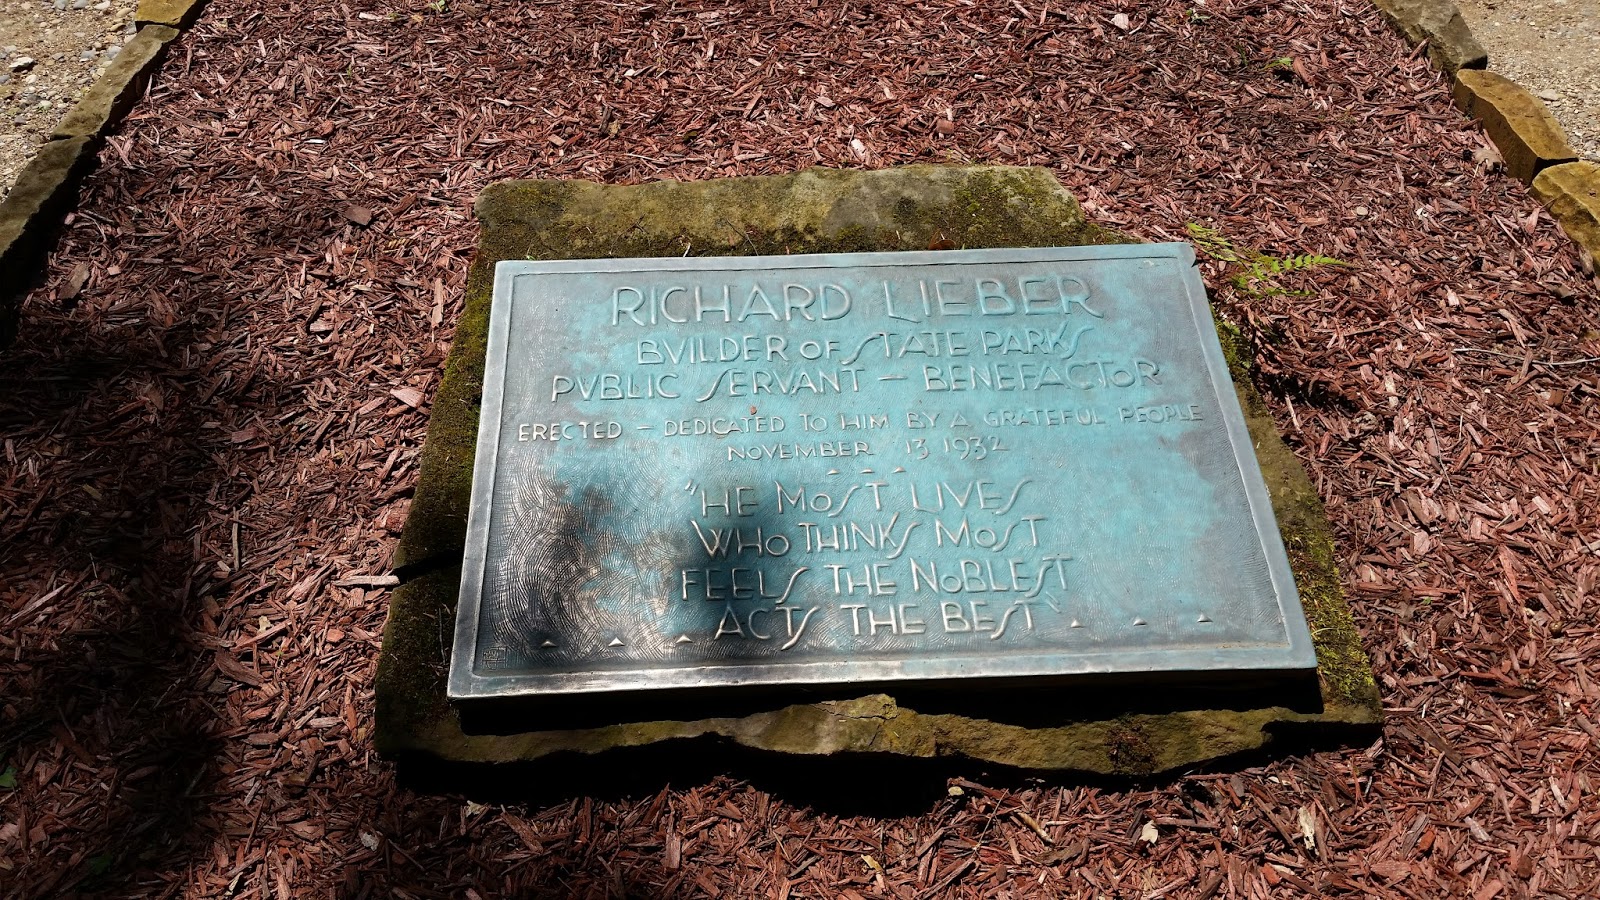 RICHARD LIEBER
BVILDER OF STATE PARKS
PVBLIC SERVANT — BENEFACTOR
ERECTED — DEDICATED TO HIM BY A GRATEFUL PEOPLE
NOVEMBER 13 1932
"HE MOST LIVES
WHO THINKS MOST
FEELS THE NOBLEST
ACTS THE BEST"